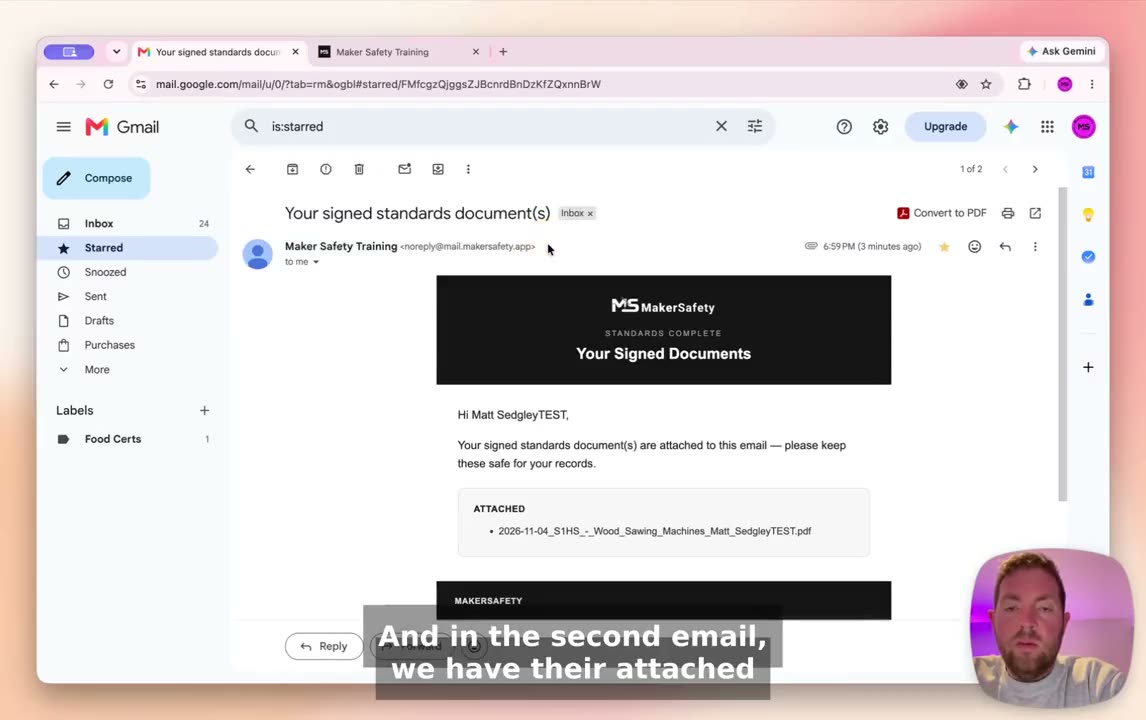 Your signed standards docum
Maker Safety Training
Ask Gemini
mail.google.com/mail/u/0/?tab=rm&ogbl#starred/FMfcgzQjggsZJBcnrdBnDzKfZQxnnBrW
Gmail
is:starred
Upgrade
MS
Compose
1 of 2
Your signed standards document(s)
Inbox ×
Convert to PDF
Inbox 24
Starred
Maker Safety Training <noreply@mail.makersafety.app>
6:59 PM (3 minutes ago)
to me
Snoozed
Sent
Drafts
Purchases
More
Labels
Food Certs 1
MS MakerSafety
STANDARDS COMPLETE
Your Signed Documents
Hi Matt SedgleyTEST,
Your signed standards document(s) are attached to this email — please keep
these safe for your records.
ATTACHED
• 2026-11-04_S1HS_-_Wood_Sawing_Machines_Matt_SedgleyTEST.pdf
MAKERSAFETY
Reply
Forward
And in the second email,
we have their attached
31